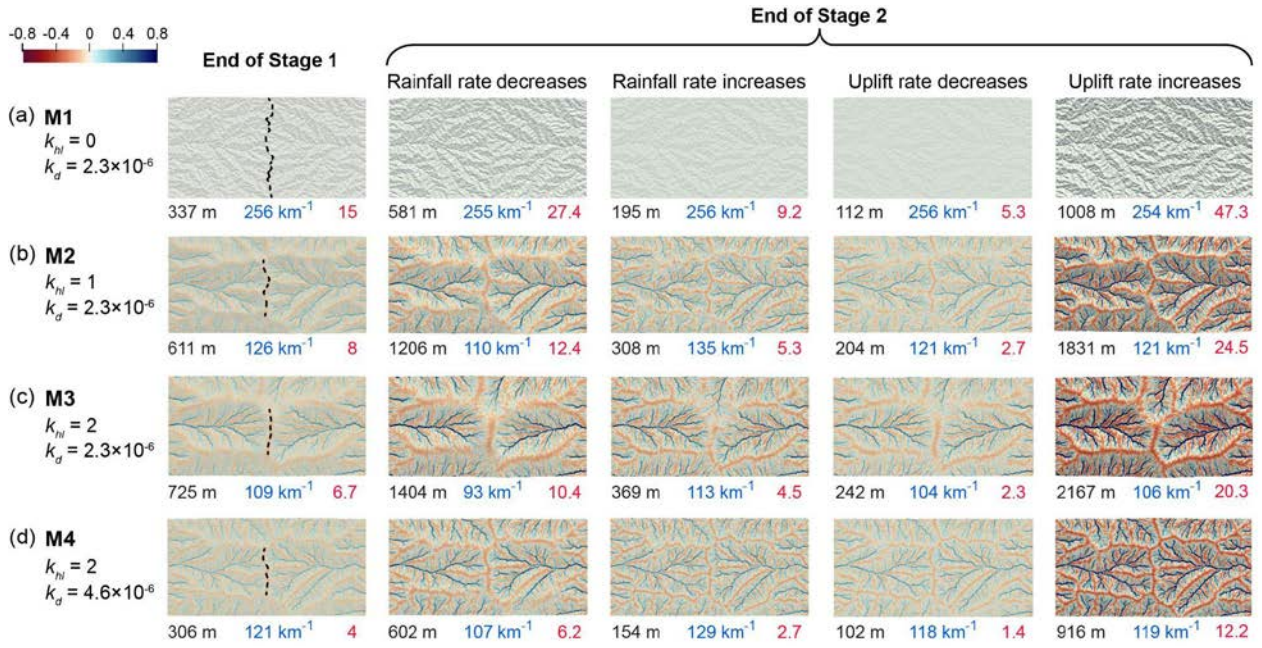 End of Stage 2
-0.8 -0.4 0 0.4 0.8
End of Stage 1
Rainfall rate decreases Rainfall rate increases Uplift rate decreases Uplift rate increases
(a) M1
k_hl = 0
k_d = 2.3×10⁻⁶
337 m 256 km⁻¹ 15 581 m 255 km⁻¹ 27.4 195 m 256 km⁻¹ 9.2 112 m 256 km⁻¹ 5.3 1008 m 254 km⁻¹ 47.3
(b) M2
k_hl = 1
k_d = 2.3×10⁻⁶
611 m 126 km⁻¹ 8 1206 m 110 km⁻¹ 12.4 308 m 135 km⁻¹ 5.3 204 m 121 km⁻¹ 2.7 1831 m 121 km⁻¹ 24.5
(c) M3
k_hl = 2
k_d = 2.3×10⁻⁶
725 m 109 km⁻¹ 6.7 1404 m 93 km⁻¹ 10.4 369 m 113 km⁻¹ 4.5 242 m 104 km⁻¹ 2.3 2167 m 106 km⁻¹ 20.3
(d) M4
k_hl = 2
k_d = 4.6×10⁻⁶
306 m 121 km⁻¹ 4 602 m 107 km⁻¹ 6.2 154 m 129 km⁻¹ 2.7 102 m 118 km⁻¹ 1.4 916 m 119 km⁻¹ 12.2